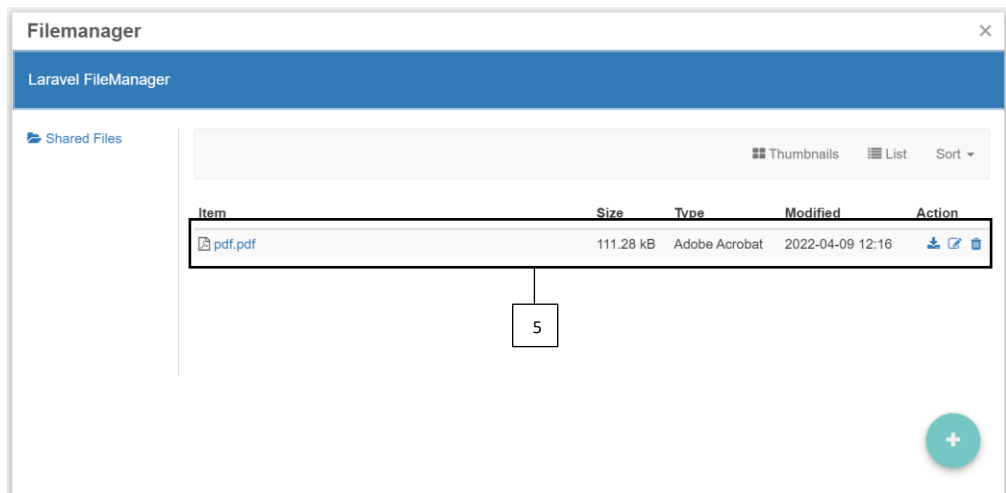 Filemanager ×
Laravel FileManager
Shared Files
Thumbnails List Sort
Item Size Type Modified Action
pdf.pdf 111.28 kB Adobe Acrobat 2022-04-09 12:16
5
+